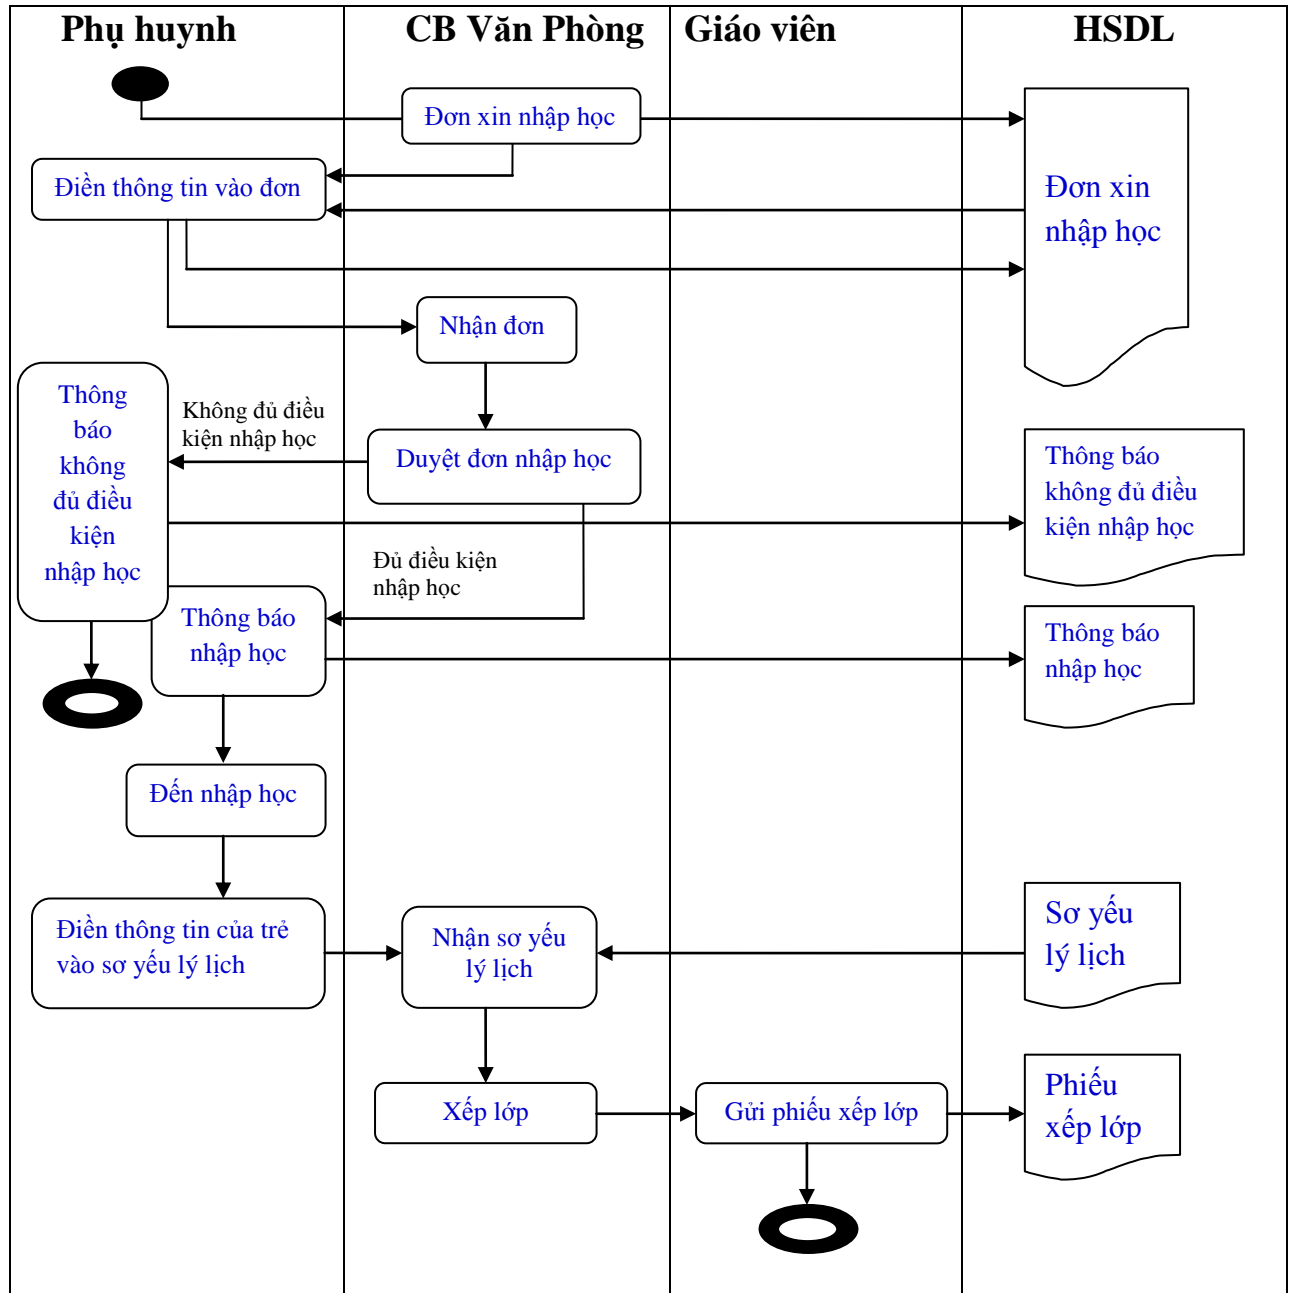 Phụ huynh
CB Văn Phòng
Giáo viên
HSDL
Đơn xin nhập học
Điền thông tin vào đơn
Đơn xin
nhập học
Nhận đơn
Thông
báo
không
đủ điều
kiện
nhập học
Không đủ điều
kiện nhập học
Duyệt đơn nhập học
Thông báo
không đủ điều
kiện nhập học
Đủ điều kiện
nhập học
Thông báo
nhập học
Thông báo
nhập học
Đến nhập học
Điền thông tin của trẻ
vào sơ yếu lý lịch
Nhận sơ yếu
lý lịch
Sơ yếu
lý lịch
Xếp lớp
Gửi phiếu xếp lớp
Phiếu
xếp lớp